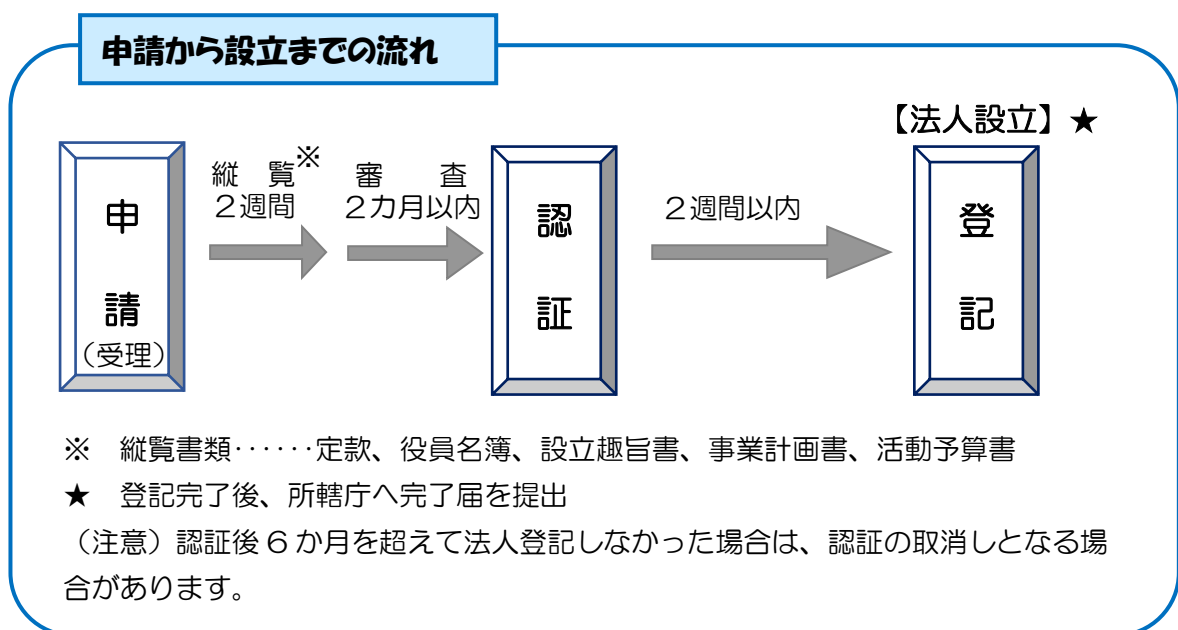 申請から設立までの流れ
【法人設立】★
申請
（受理）
縦覧※
２週間
審査
２カ月以内
認証
２週間以内
登記
※　縦覧書類‥‥‥定款、役員名簿、設立趣旨書、事業計画書、活動予算書
★　登記完了後、所轄庁へ完了届を提出
（注意）認証後６か月を超えて法人登記しなかった場合は、認証の取消しとなる場
合があります。